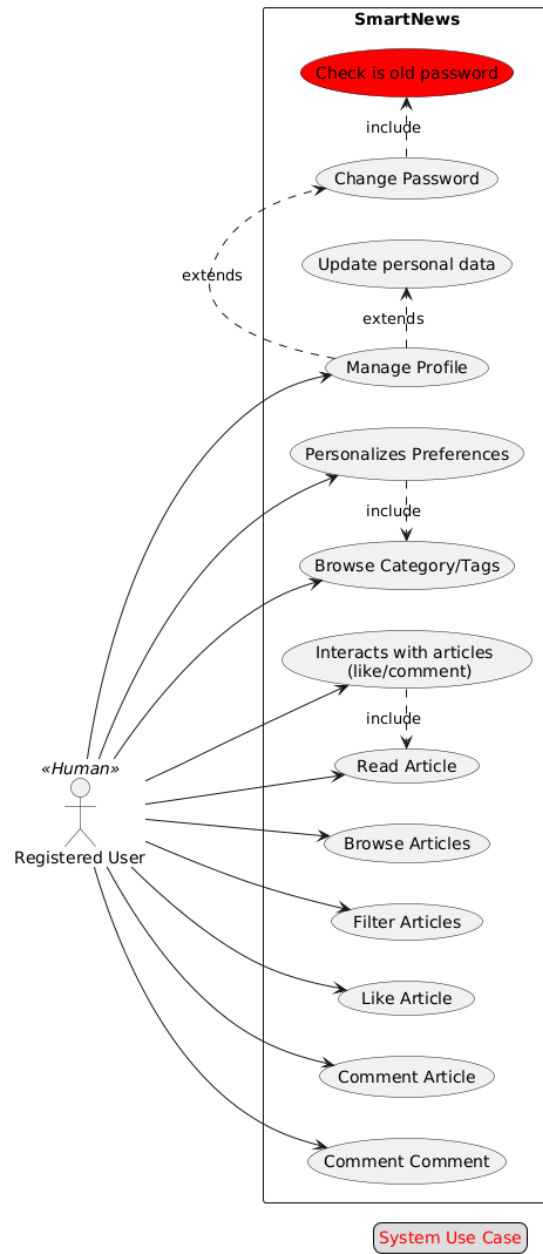 SmartNews
Check is old password
include
Change Password
Update personal data
extends
extends
Manage Profile
Personalizes Preferences
include
Browse Category/Tags
Interacts with articles
(like/comment)
include
«Human»
Read Article
Registered User
Browse Articles
Filter Articles
Like Article
Comment Article
Comment Comment
System Use Case